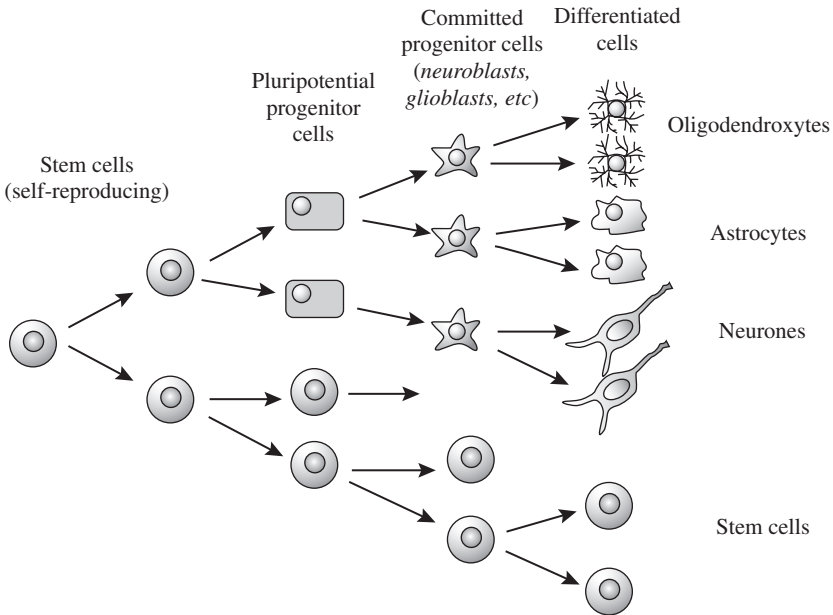 Stem cells
(self-reproducing)
Pluripotential
progenitor
cells
Committed
progenitor cells
(neuroblasts,
glioblasts, etc)
Differentiated
cells
Oligodendroxytes
Astrocytes
Neurones
Stem cells